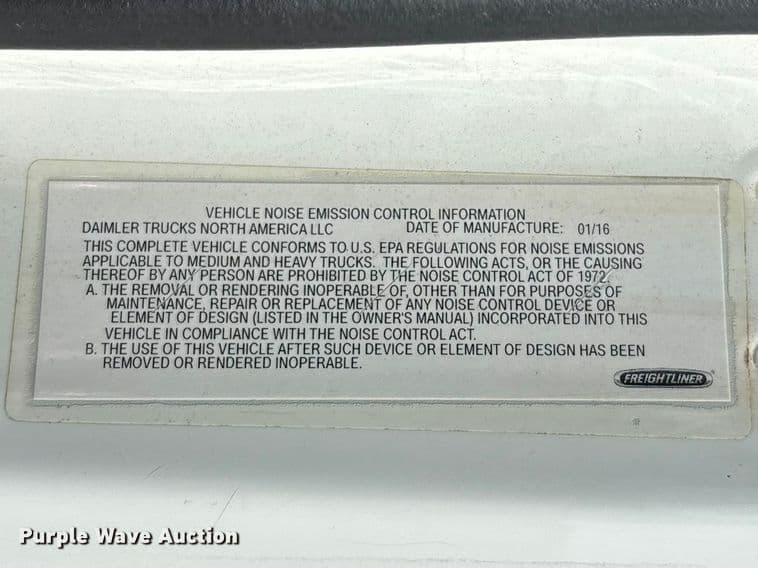 VEHICLE NOISE EMISSION CONTROL INFORMATION
DAIMLER TRUCKS NORTH AMERICA LLC DATE OF MANUFACTURE: 01/16
THIS COMPLETE VEHICLE CONFORMS TO U.S. EPA REGULATIONS FOR NOISE EMISSIONS
APPLICABLE TO MEDIUM AND HEAVY TRUCKS. THE FOLLOWING ACTS, OR THE CAUSING
THEREOF BY ANY PERSON ARE PROHIBITED BY THE NOISE CONTROL ACT OF 1972.
A. THE REMOVAL OR RENDERING INOPERABLE OF, OTHER THAN FOR PURPOSES OF
MAINTENANCE, REPAIR OR REPLACEMENT OF ANY NOISE CONTROL DEVICE OR
ELEMENT OF DESIGN (LISTED IN THE OWNER'S MANUAL) INCORPORATED INTO THIS
VEHICLE IN COMPLIANCE WITH THE NOISE CONTROL ACT.
B. THE USE OF THIS VEHICLE AFTER SUCH DEVICE OR ELEMENT OF DESIGN HAS BEEN
REMOVED OR RENDERED INOPERABLE.
FREIGHTLINER
Purple Wave Auction